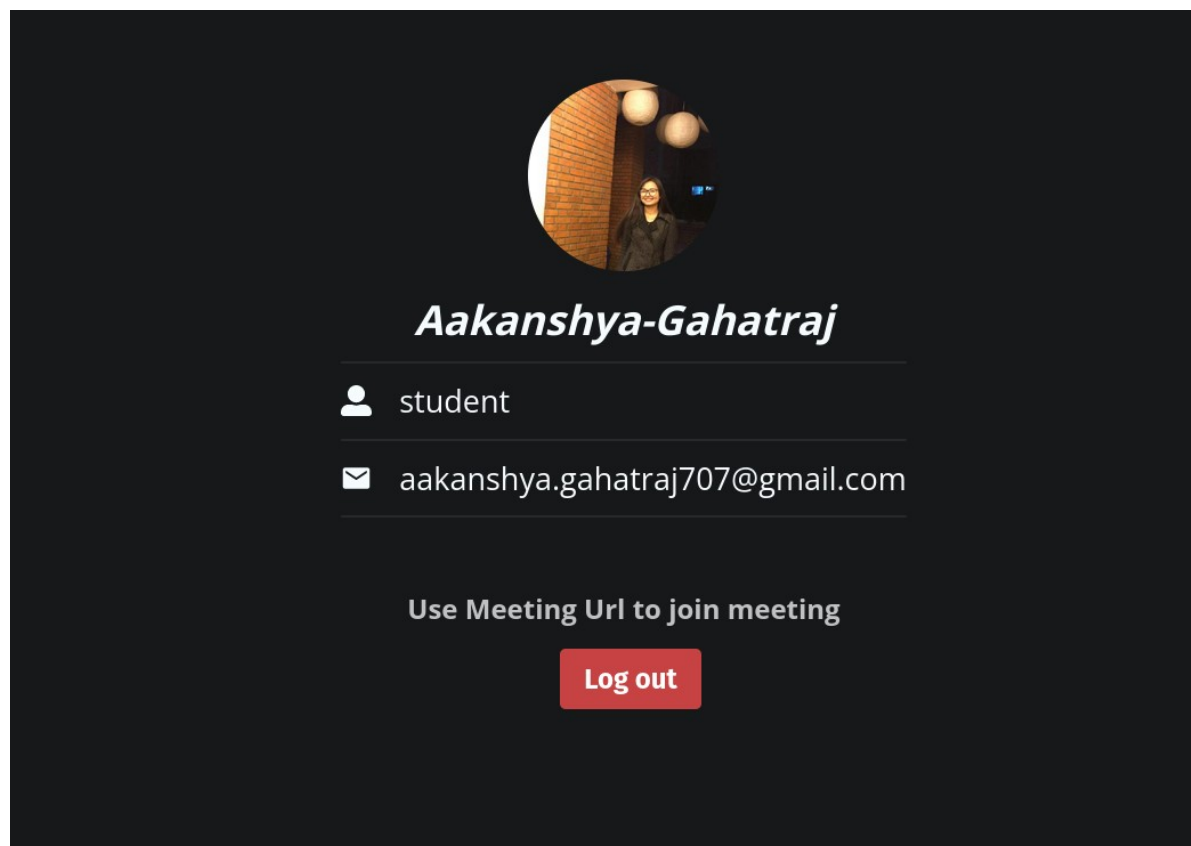 Aakanshya-Gahatraj
student
aakanshya.gahatraj707@gmail.com
Use Meeting Url to join meeting
Log out